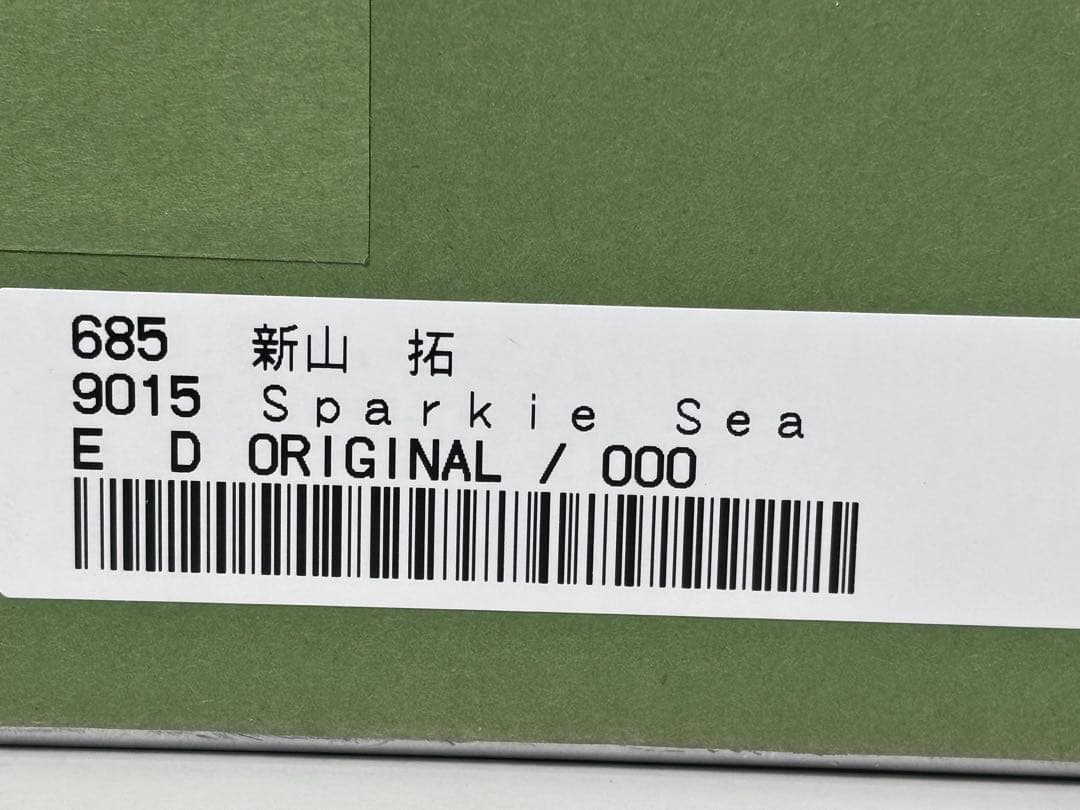 685 新山 拓
9015 Sparkie Sea
E D ORIGINAL / 000